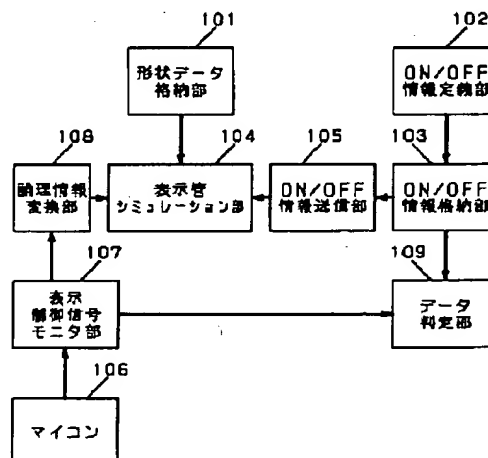 101
形状データ
格納部
102
ON/OFF
情報定義部
108
論理情報
変換部
104
表示管
シミュレーション部
105
ON/OFF
情報送信部
103
ON/OFF
情報格納部
107
表示
制御信号
モニタ部
109
データ
判定部
106
マイコン